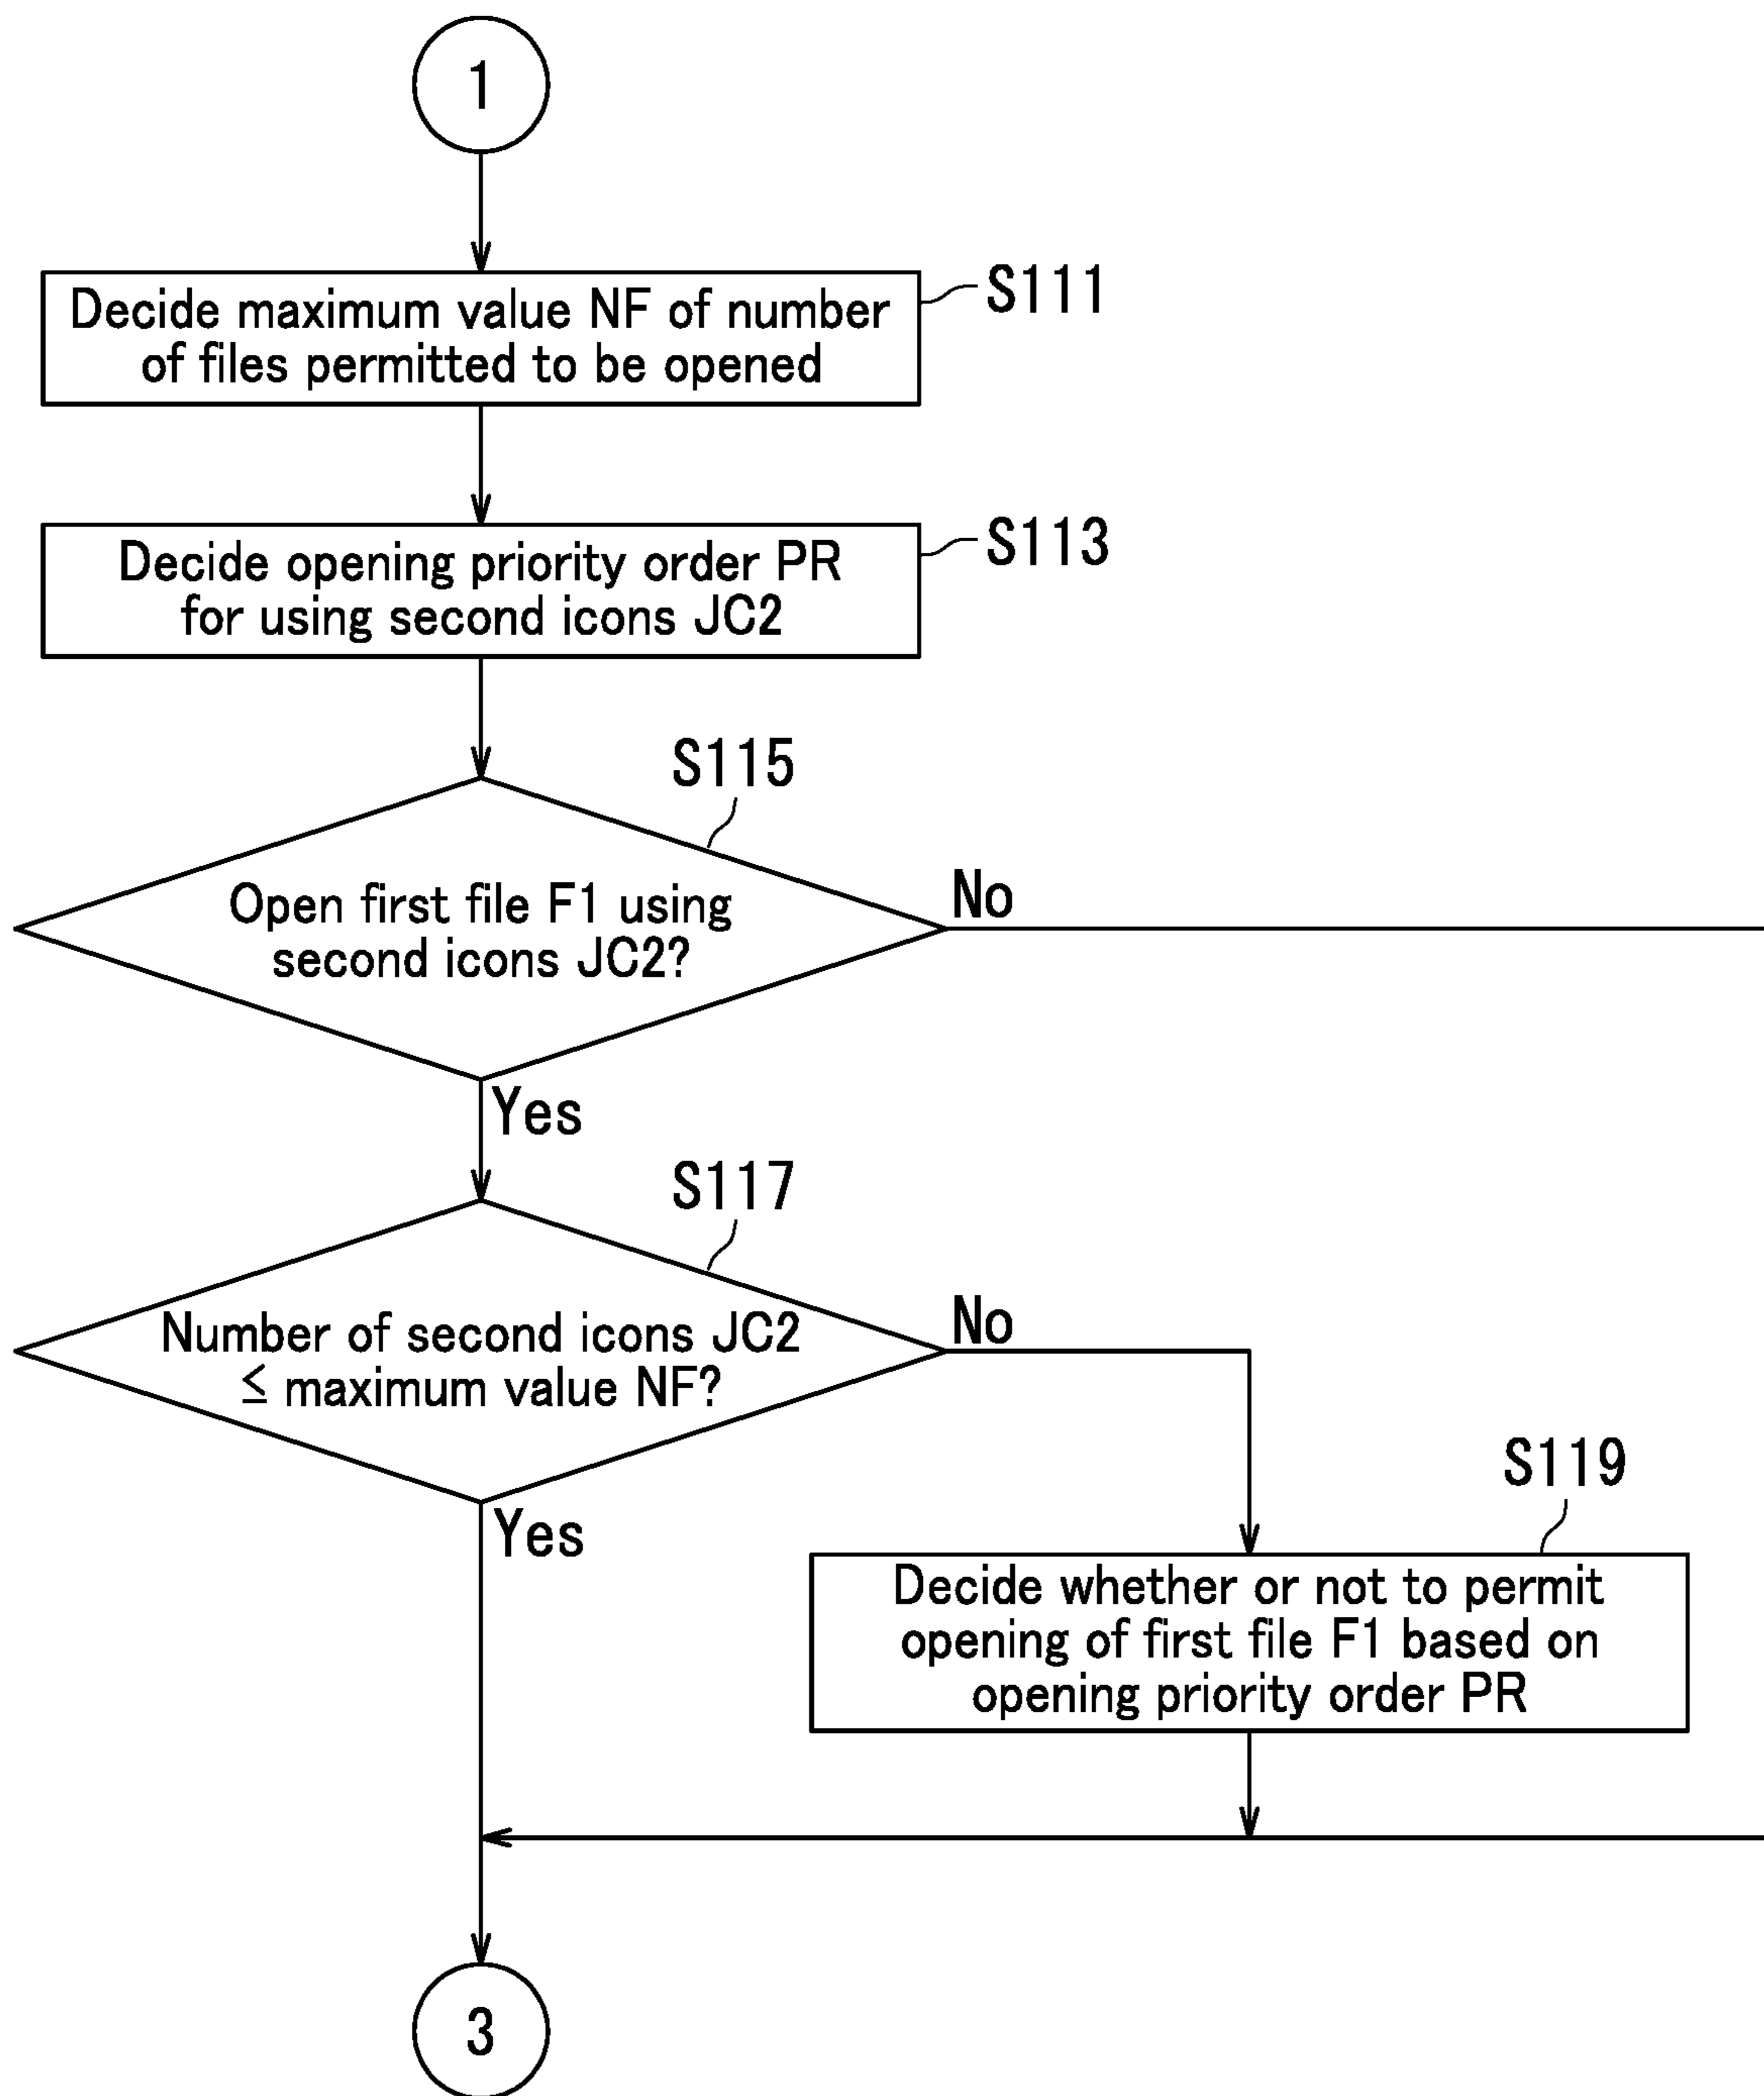 1
Decide maximum value NF of number
of files permitted to be opened
S111
Decide opening priority order PR
for using second icons JC2
S113
S115
Open first file F1 using
second icons JC2?
No
Yes
S117
Number of second icons JC2
≤ maximum value NF?
No
Yes
S119
Decide whether or not to permit
opening of first file F1 based on
opening priority order PR
3